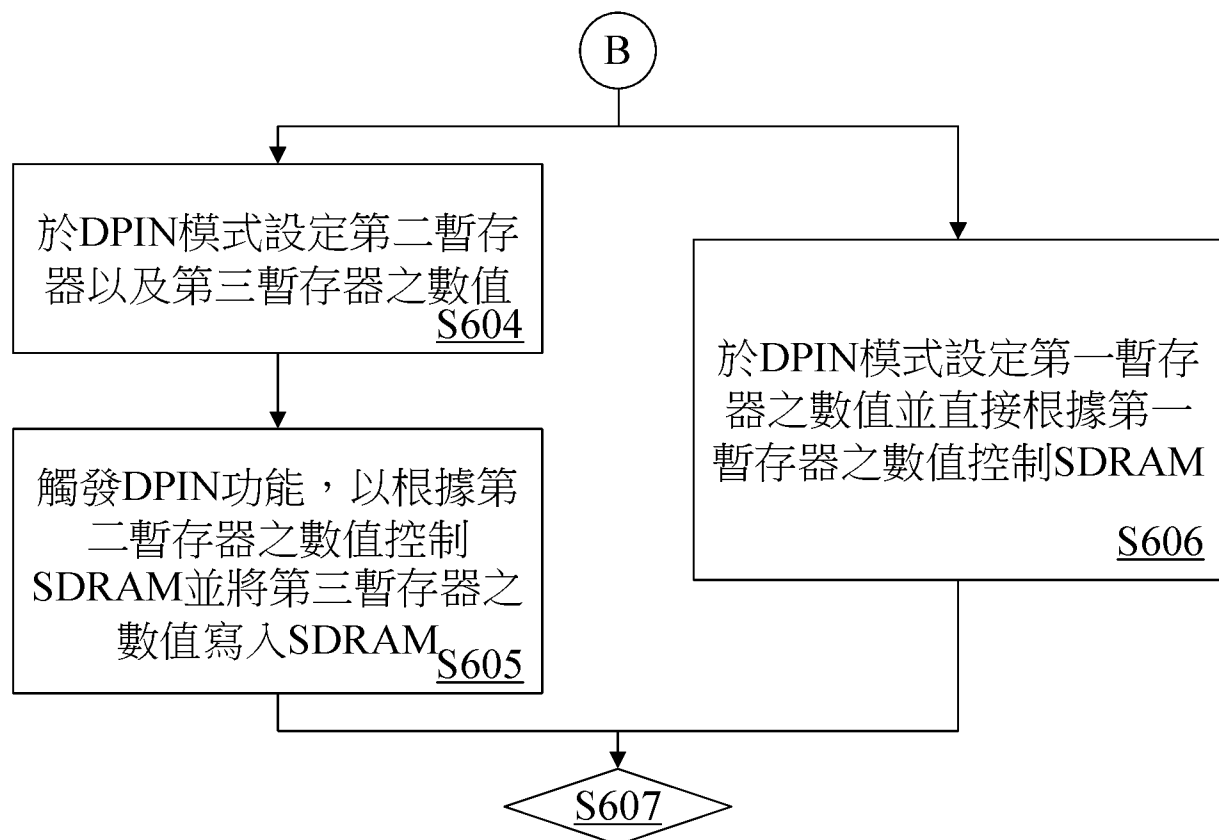 B
於DPIN模式設定第二暫存
器以及第三暫存器之數值
S604
觸發DPIN功能，以根據第
二暫存器之數值控制
SDRAM並將第三暫存器之
數值寫入SDRAM
S605
於DPIN模式設定第一暫存
器之數值並直接根據第一
暫存器之數值控制SDRAM
S606
S607